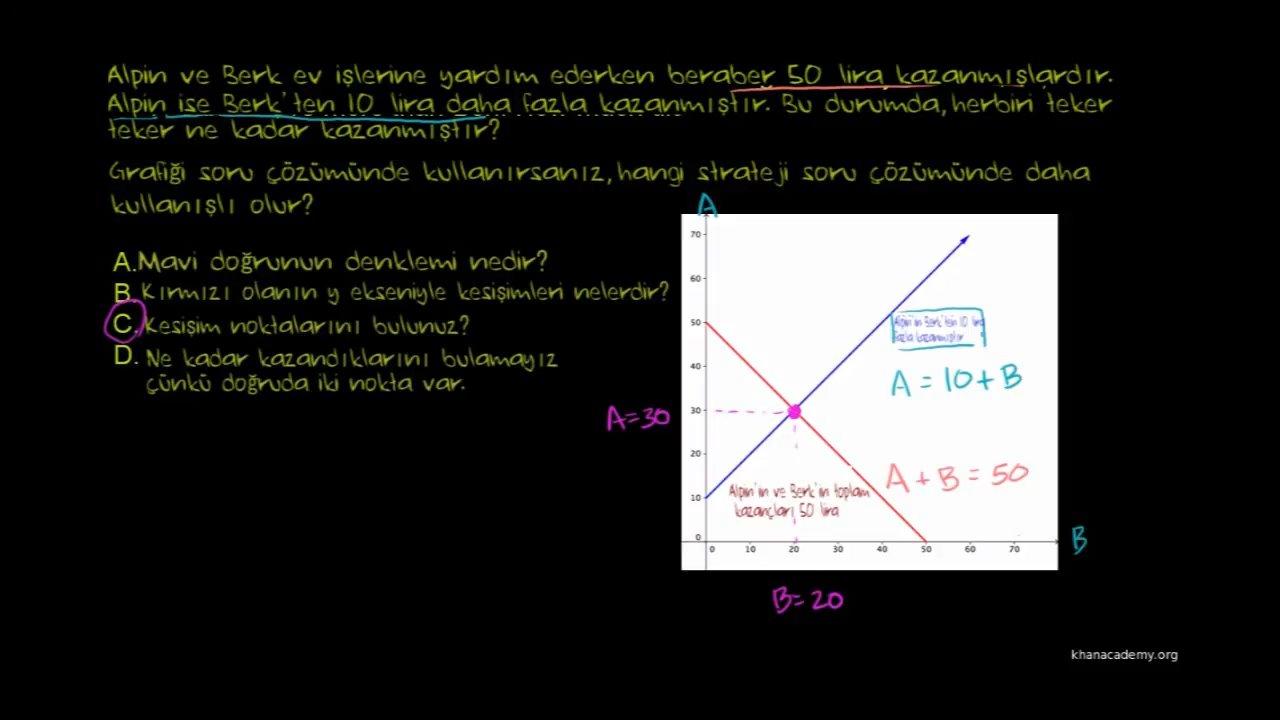 Alpin ve Berk ev işlerine yardım ederken beraber 50 lira kazanmışlardır.
Alpin ise Berk'ten 10 lira daha fazla kazanmıştır. Bu durumda, herbiri teker
teker ne kadar kazanmıştır?
Grafiği soru çözümünde kullanırsanız, hangi strateji soru çözümünde daha
kullanışlı olur?
A. Mavi doğrunun denklemi nedir?
B. Kırmızı olanın y ekseniyle kesişimleri nelerdir?
C. Kesişim noktalarını bulunuz?
D. Ne kadar kazandıklarını bulamayız
çünkü doğruda iki nokta var.
A
70
60
50
40
30
20
10
0
0 10 20 30 40 50 60 70
B
Alpin'in Berk'ten 10 lira
fazla kazanmıştır
A = 10 + B
A = 30
A + B = 50
Alpin'in ve Berk'in toplam
kazançları 50 lira
B = 20
khanacademy.org